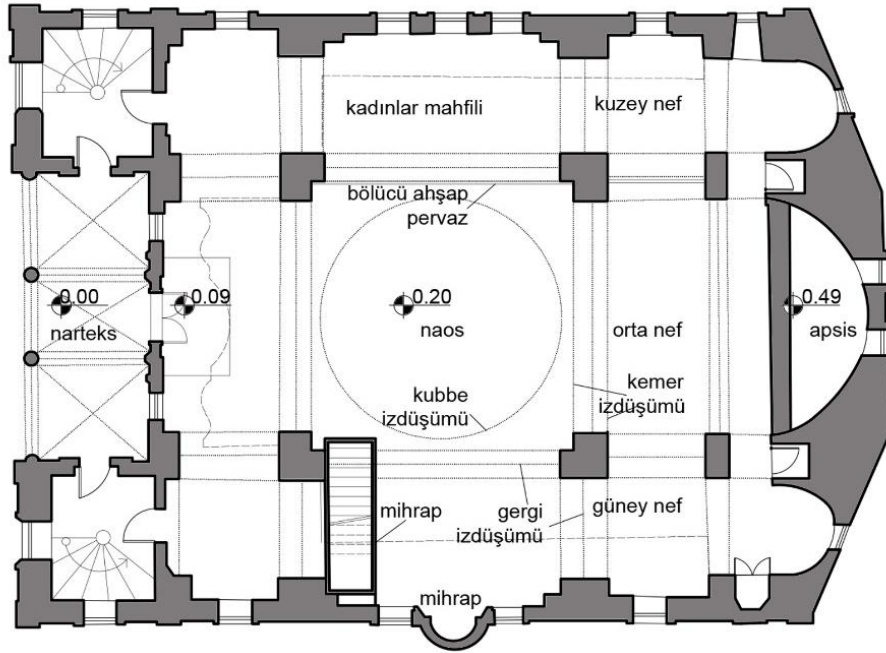 kadınlar mahfili
kuzey nef
bölücü ahşap
pervaz
0.00
0.09
0.20
0.49
narteks
naos
orta nef
apsis
kubbe
izdüşümü
kemer
izdüşümü
mihrap
gergi
izdüşümü
güney nef
mihrap